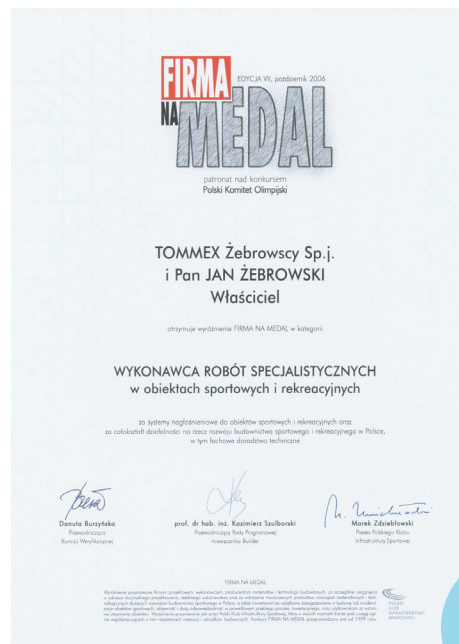 FIRMA
EDYCJA VII, październik 2006
NA MEDAL
patronat nad konkursem
Polski Komitet Olimpijski
TOMMEX Żebrowscy Sp.j.
i Pan JAN ŻEBROWSKI
Właściciel
otrzymuje wyróżnienie FIRMA NA MEDAL w kategorii
WYKONAWCA ROBÓT SPECJALISTYCZNYCH
w obiektach sportowych i rekreacyjnych
za systemy nagłośnieniowe do obiektów sportowych i rekreacyjnych oraz
za całokształt działalności na rzecz rozwoju budownictwa sportowego i rekreacyjnego w Polsce,
w tym fachowe doradztwo techniczne
Danuta Burzyńska
Przewodnicząca
Komisji Weryfikacyjnej
prof. dr hab. inż. Kazimierz Szulborski
Przewodniczący Rady Programowej
miesięcznika Builder
Marek Zdziebłowski
Prezes Polskiego Klubu
Infrastruktury Sportowej
FIRMA NA MEDAL
POLSKI
KLUB
INFRASTRUKTURY
SPORTOWEJ